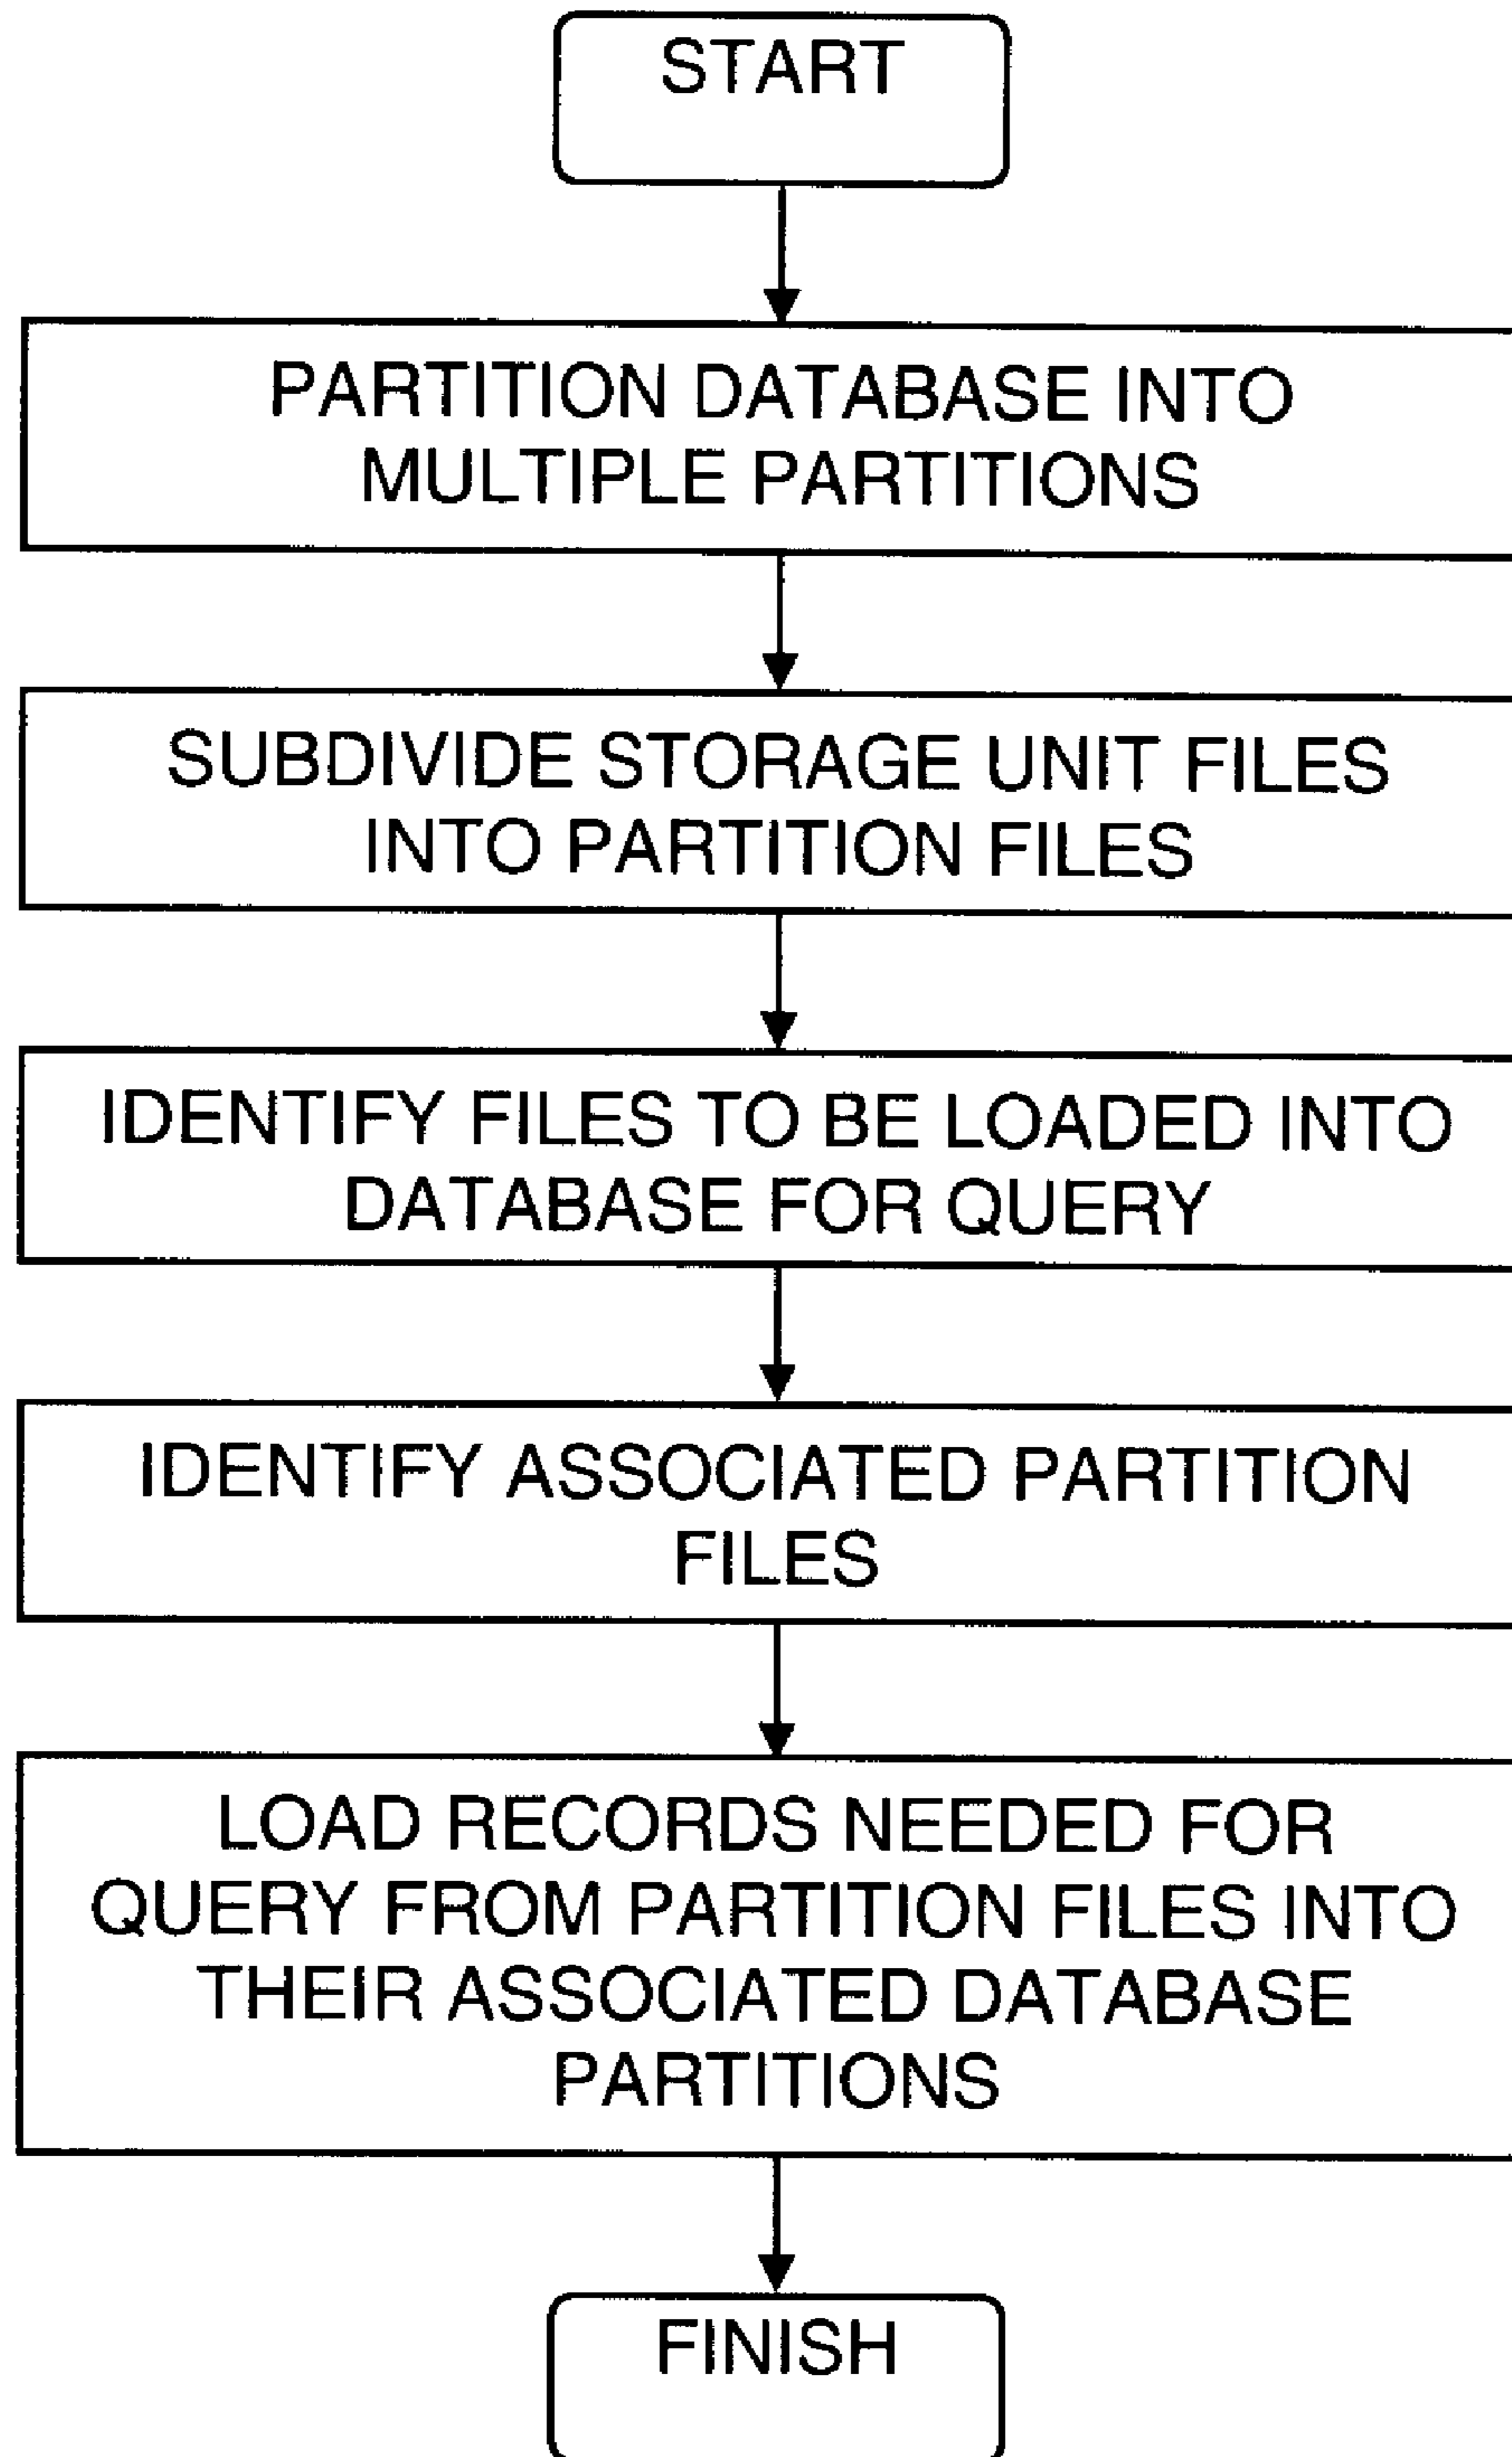 START
PARTITION DATABASE INTO
MULTIPLE PARTITIONS
SUBDIVIDE STORAGE UNIT FILES
INTO PARTITION FILES
IDENTIFY FILES TO BE LOADED INTO
DATABASE FOR QUERY
IDENTIFY ASSOCIATED PARTITION
FILES
LOAD RECORDS NEEDED FOR
QUERY FROM PARTITION FILES INTO
THEIR ASSOCIATED DATABASE
PARTITIONS
FINISH